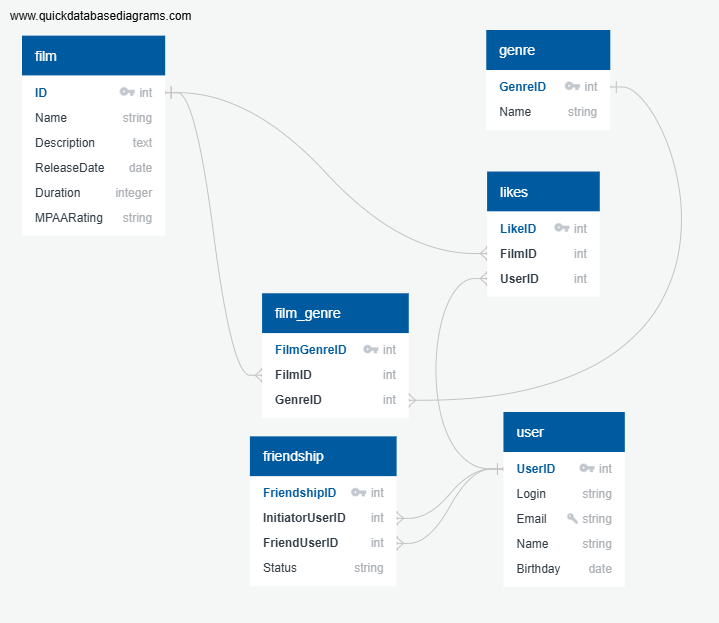 www.quickdatabasediagrams.com
film
ID int
Name string
Description text
ReleaseDate date
Duration integer
MPAARating string
genre
GenreID int
Name string
likes
LikeID int
FilmID int
UserID int
film_genre
FilmGenreID int
FilmID int
GenreID int
friendship
FriendshipID int
InitiatorUserID int
FriendUserID int
Status string
user
UserID int
Login string
Email string
Name string
Birthday date